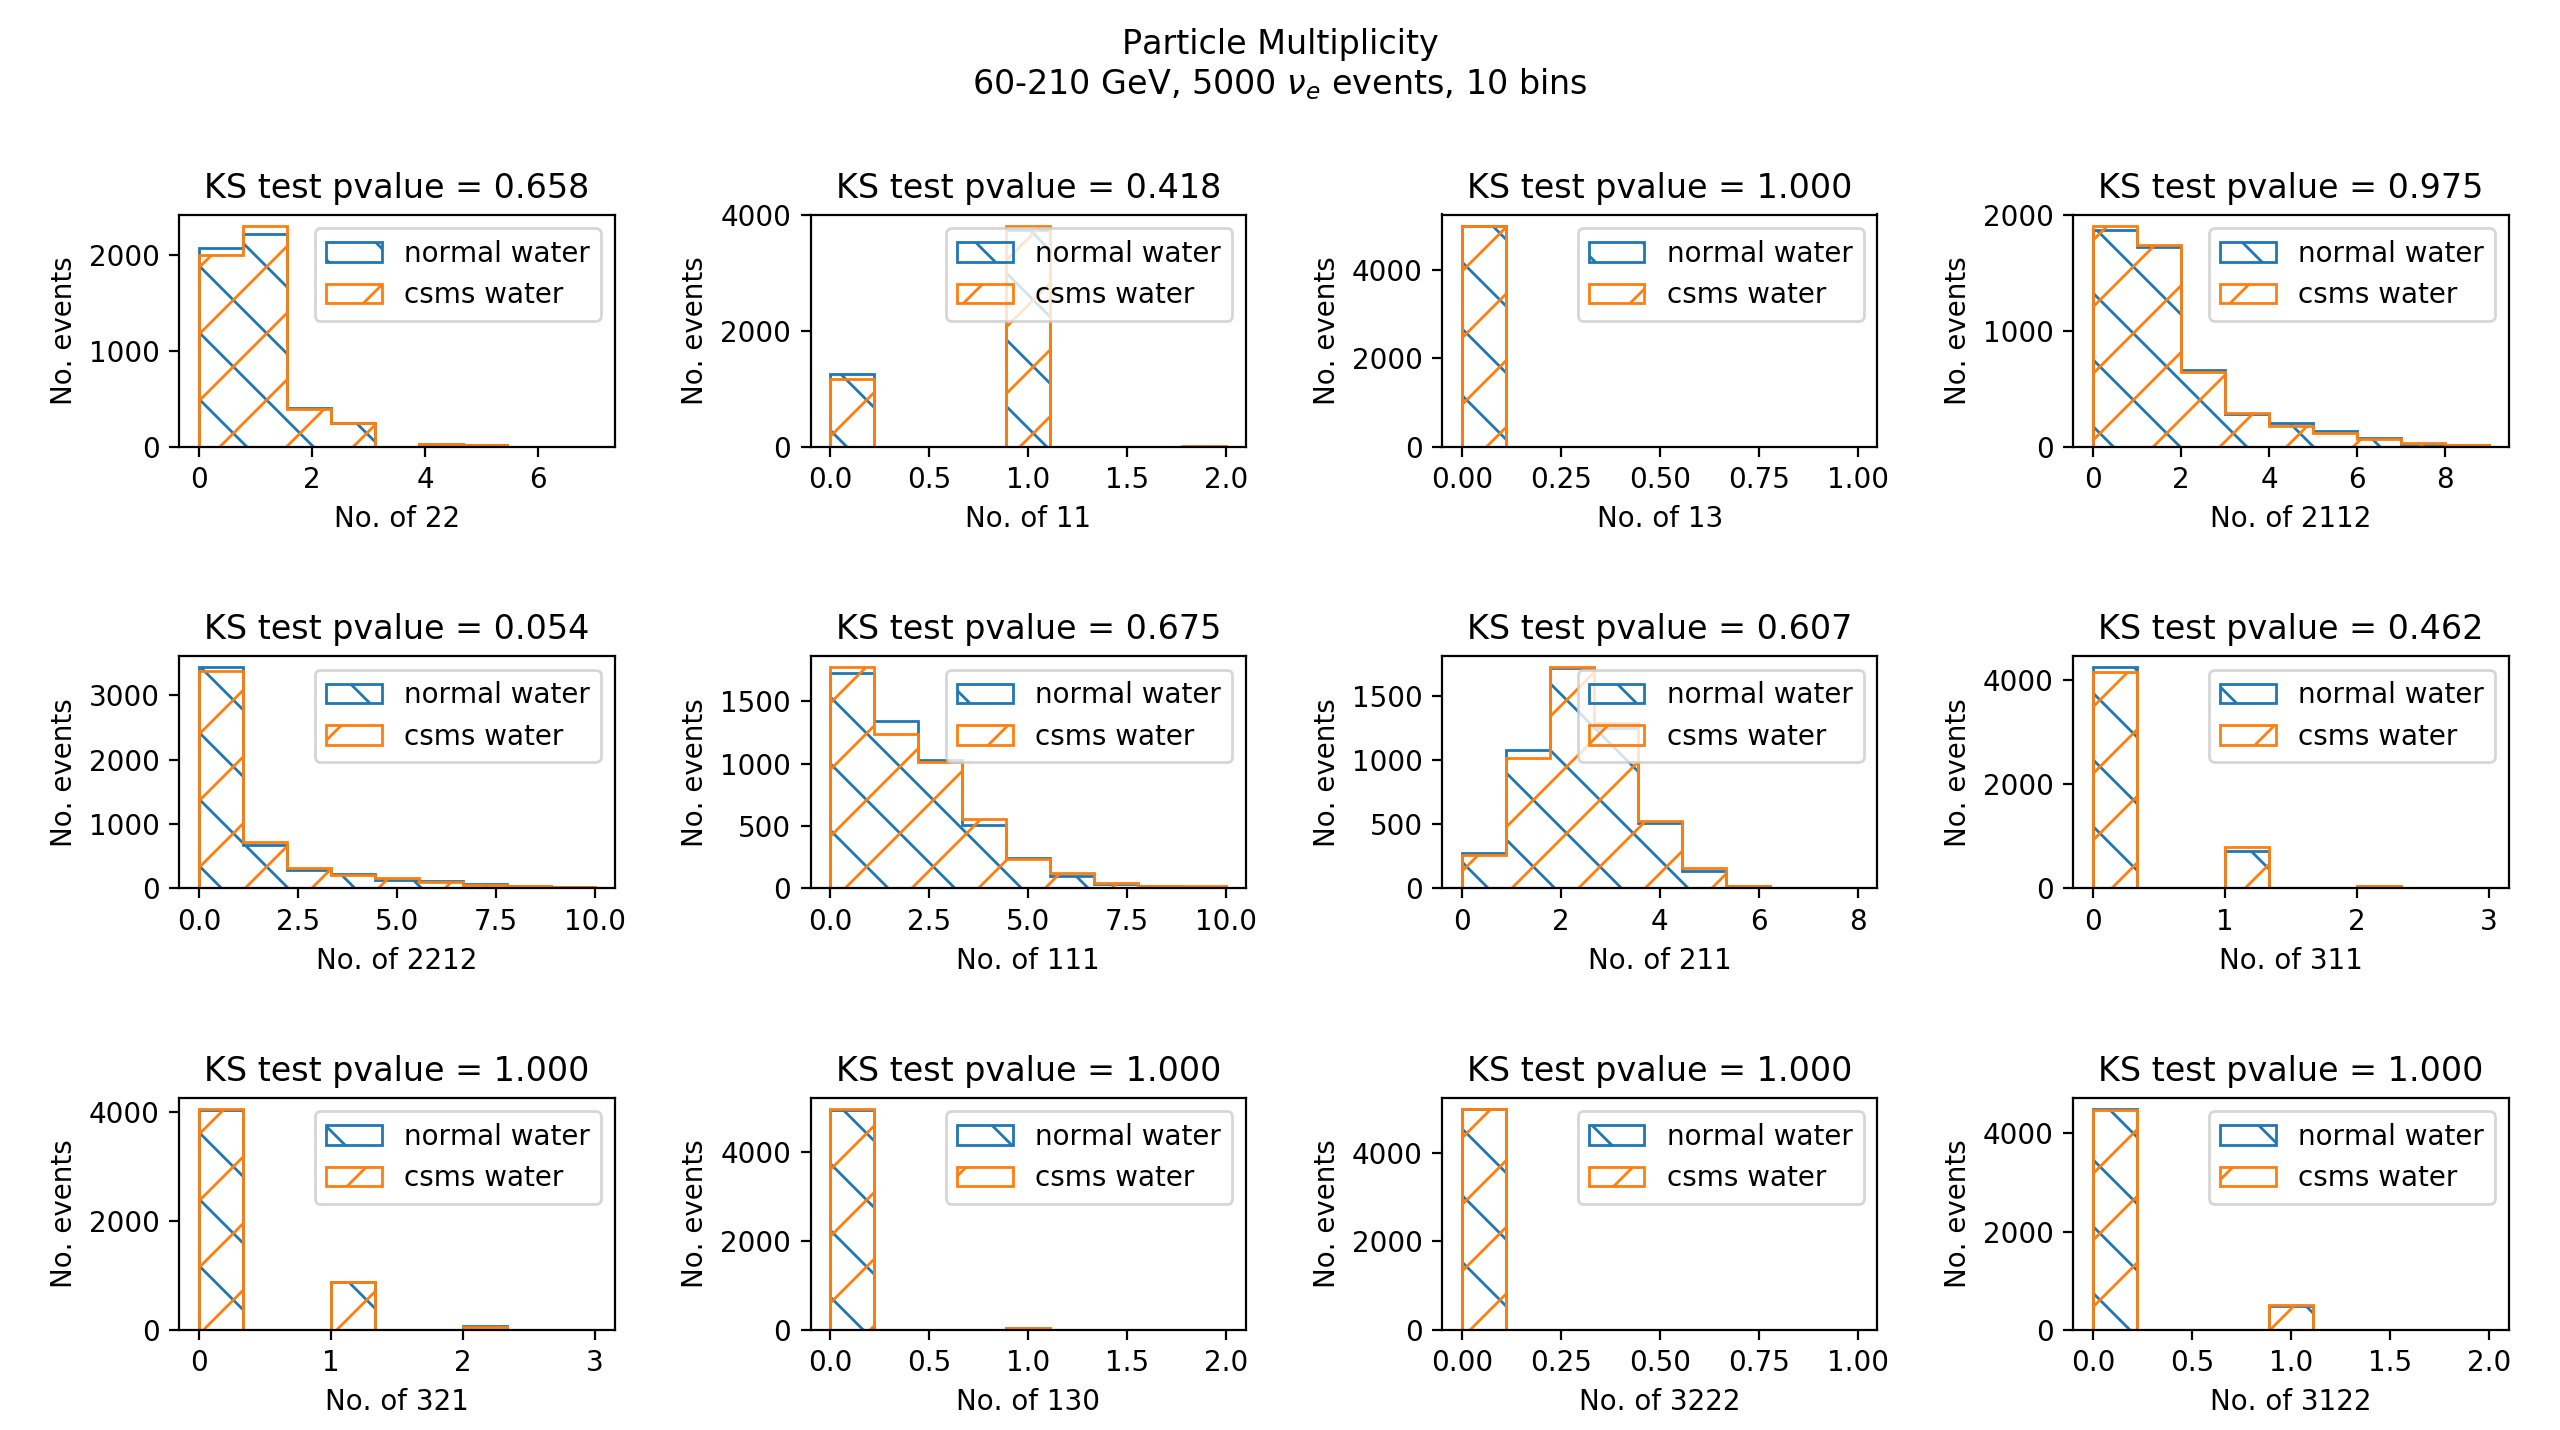 Particle Multiplicity
60-210 GeV, 5000 νe events, 10 bins
KS test pvalue = 0.658
No. events
2000
1000
0
normal water
csms water
0 2 4 6
No. of 22
KS test pvalue = 0.418
No. events
4000
2000
0
normal water
csms water
0.0 0.5 1.0 1.5 2.0
No. of 11
KS test pvalue = 1.000
No. events
4000
2000
0
normal water
csms water
0.00 0.25 0.50 0.75 1.00
No. of 13
KS test pvalue = 0.975
No. events
2000
1000
0
normal water
csms water
0 2 4 6 8
No. of 2112
KS test pvalue = 0.054
No. events
3000
2000
1000
0
normal water
csms water
0.0 2.5 5.0 7.5 10.0
No. of 2212
KS test pvalue = 0.675
No. events
1500
1000
500
0
normal water
csms water
0.0 2.5 5.0 7.5 10.0
No. of 111
KS test pvalue = 0.607
No. events
1500
1000
500
0
normal water
csms water
0 2 4 6 8
No. of 211
KS test pvalue = 0.462
No. events
4000
2000
0
normal water
csms water
0 1 2 3
No. of 311
KS test pvalue = 1.000
No. events
4000
2000
0
normal water
csms water
0 1 2 3
No. of 321
KS test pvalue = 1.000
No. events
4000
2000
0
normal water
csms water
0.0 0.5 1.0 1.5 2.0
No. of 130
KS test pvalue = 1.000
No. events
4000
2000
0
normal water
csms water
0.00 0.25 0.50 0.75 1.00
No. of 3222
KS test pvalue = 1.000
No. events
4000
2000
0
normal water
csms water
0.0 0.5 1.0 1.5 2.0
No. of 3122